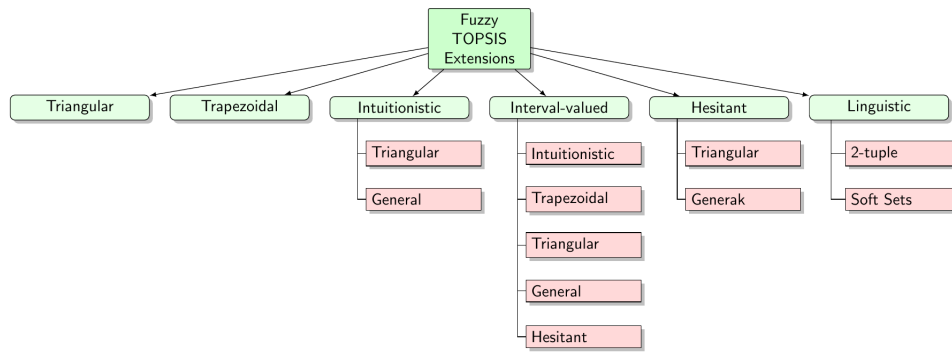 Fuzzy
TOPSIS
Extensions
Triangular
Trapezoidal
Intuitionistic
Interval-valued
Hesitant
Linguistic
Triangular
General
Intuitionistic
Trapezoidal
Triangular
General
Hesitant
Triangular
Generak
2-tuple
Soft Sets